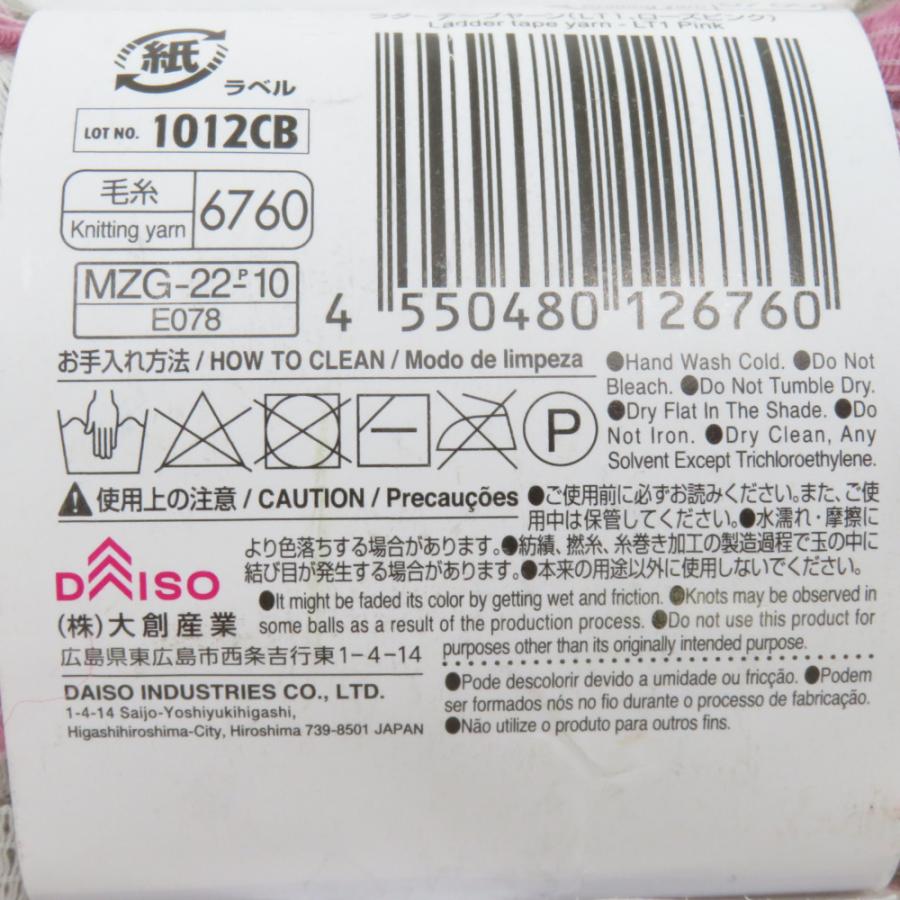 ラダーテープヤーン(LT1、ローズピンク)
Ladder tape yarn - LT1 Pink
紙
ラベル
LOT NO. 1012CB
毛糸
Knitting yarn
6760
MZG-22-P-10
E078
4 550480 126760
お手入れ方法 / HOW TO CLEAN / Modo de limpeza
●Hand Wash Cold. ●Do Not
Bleach. ●Do Not Tumble Dry.
●Dry Flat In The Shade. ●Do
Not Iron. ●Dry Clean, Any
Solvent Except Trichloroethylene.
P
使用上の注意 / CAUTION / Precauções
●ご使用前に必ずお読みください。また、ご使
用中は保管してください。●水濡れ・摩擦に
より色落ちする場合があります。●紡績、撚糸、糸巻き加工の製造過程で玉の中に
結び目が発生する場合があります。●本来の用途以外に使用しないでください。
DAISO
●It might be faded its color by getting wet and friction. ●Knots may be observed in
some balls as a result of the production process. ●Do not use this product for
purposes other than its originally intended purpose.
(株)大創産業
広島県東広島市西条吉行東1-4-14
DAISO INDUSTRIES CO., LTD.
1-4-14 Saijo-Yoshiyukihigashi,
Higashihiroshima-City, Hiroshima 739-8501 JAPAN
●Pode descolorir devido a umidade ou fricção. ●Podem
ser formados nós no fio durante o processo de fabricação.
●Não utilize o produto para outros fins.